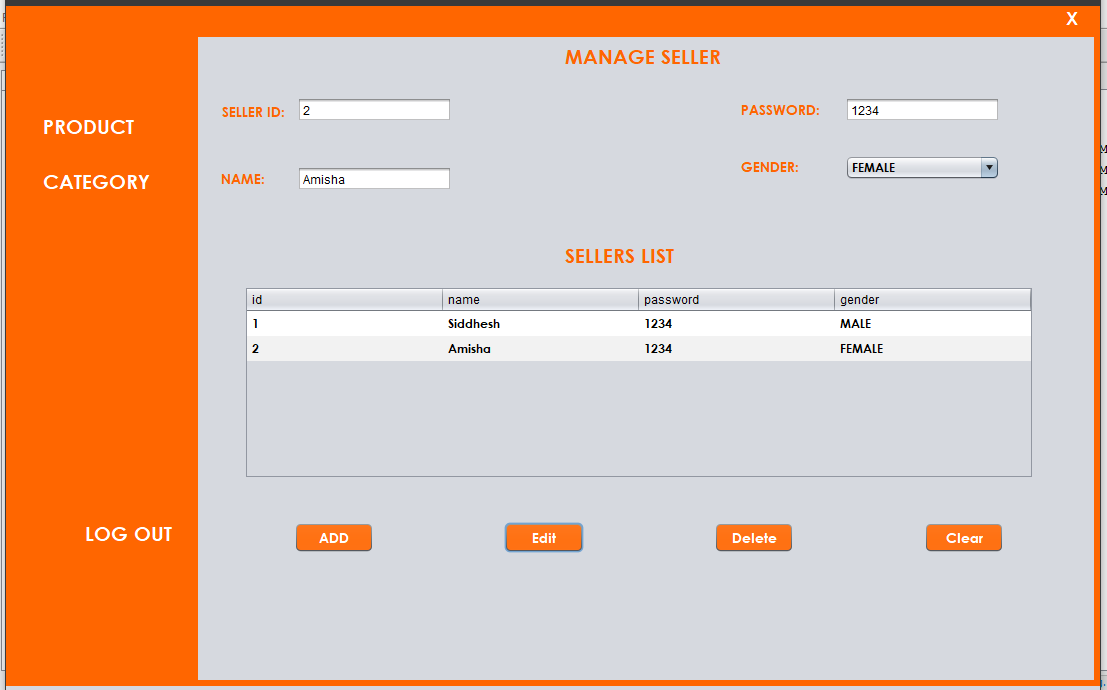 X
MANAGE SELLER
SELLER ID: 2 PASSWORD: 1234
PRODUCT
CATEGORY
NAME: Amisha GENDER: FEMALE
SELLERS LIST
id name password gender
1 Siddhesh 1234 MALE
2 Amisha 1234 FEMALE
LOG OUT ADD Edit Delete Clear